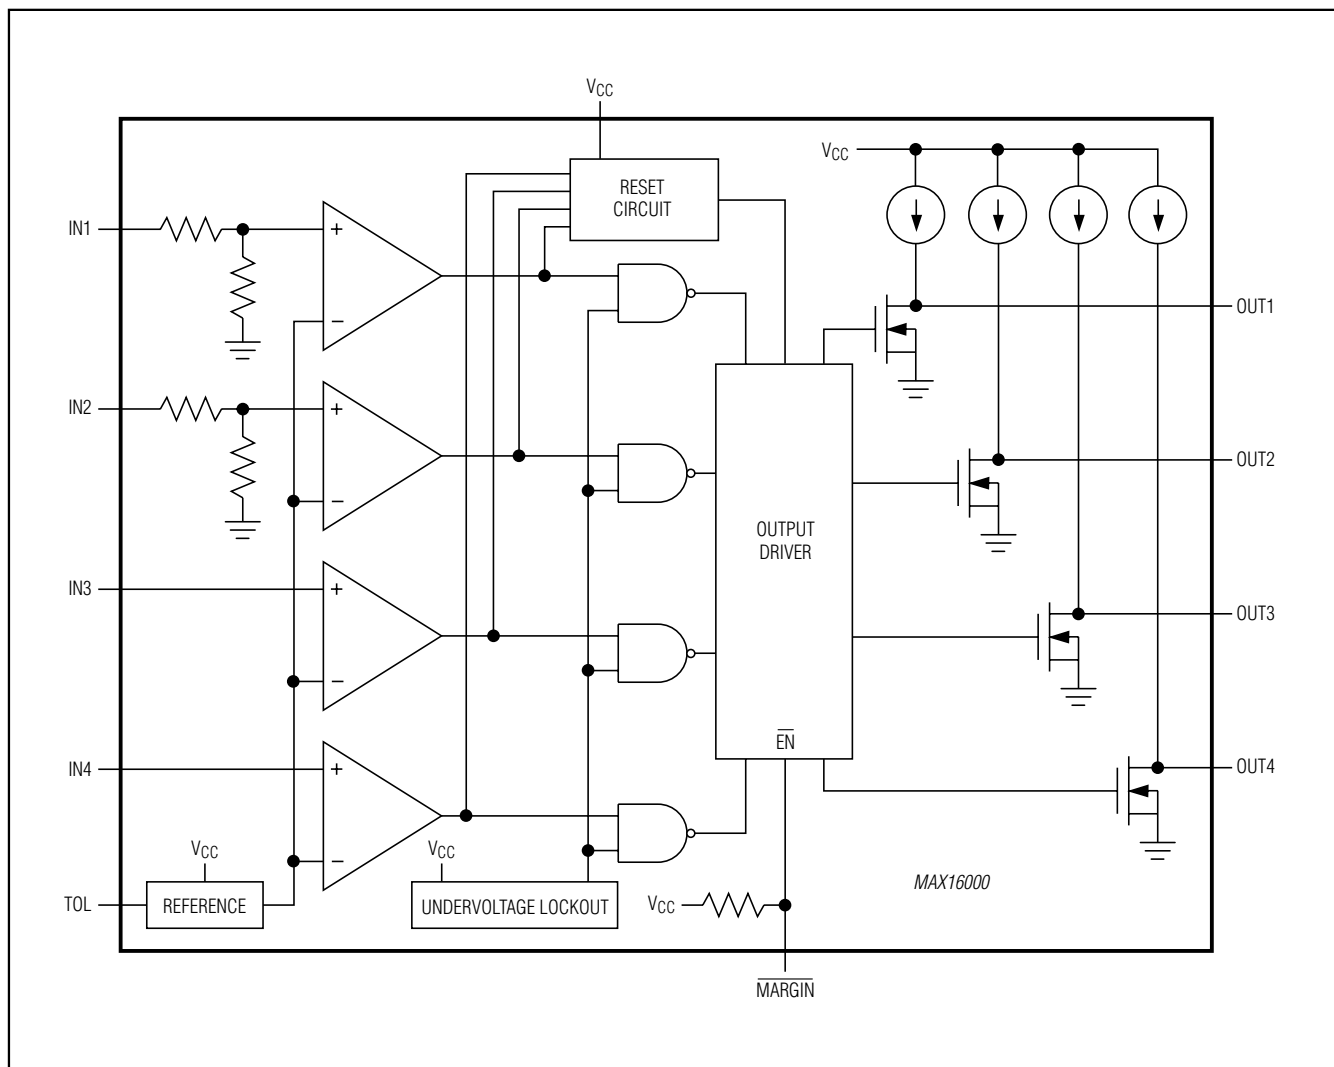 VCC
VCC
RESET
CIRCUIT
IN1
+
−
OUT1
IN2
+
−
OUT2
OUTPUT
DRIVER
IN3
+
−
OUT3
EN
IN4
+
−
OUT4
VCC
VCC
MAX16000
TOL
REFERENCE
UNDERVOLTAGE LOCKOUT
VCC
MARGIN